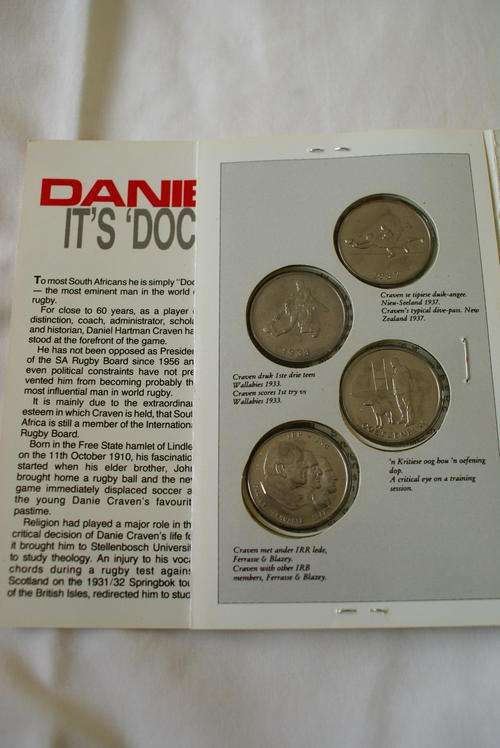 DANIE
IT'S 'DOC
To most South Africans he is simply "Doc
— the most eminent man in the world
rugby.
For close to 60 years, as a player
distinction, coach, administrator, schola
and historian, Daniel Hartman Craven ha
stood at the forefront of the game.
He has not been opposed as Presiden
of the SA Rugby Board since 1956 an
even political constraints have not pre
vented him from becoming probably th
most influential man in world rugby.
It is mainly due to the extraordinar
esteem in which Craven is held, that Sout
Africa is still a member of the Internation
Rugby Board.
Born in the Free State hamlet of Lindle
on the 11th October 1910, his fascinatio
started when his elder brother, John
brought home a rugby ball and the new
game immediately displaced soccer a
the young Danie Craven's favourit
pastime.
Religion had played a major role in th
critical decision of Danie Craven's life fo
it brought him to Stellenbosch Universit
to study theology. An injury to his voca
chords during a rugby test agains
Scotland on the 1931/32 Springbok tou
of the British Isles, redirected him to stud
1937
Craven se tipiese duik-angee.
Nieu-Seeland 1937.
Craven's typical dive-pass. New
Zealand 1937.
1933
Craven druk 1ste drie teen
Wallabies 1933.
Craven scores 1st try vs
Wallabies 1933.
'n Kritiese oog hou 'n oefening
dop.
A critical eye on a training
session.
Craven met ander IRR lede,
Ferrasse & Blazey.
Craven with other IRB
members, Ferrasse & Blazey.